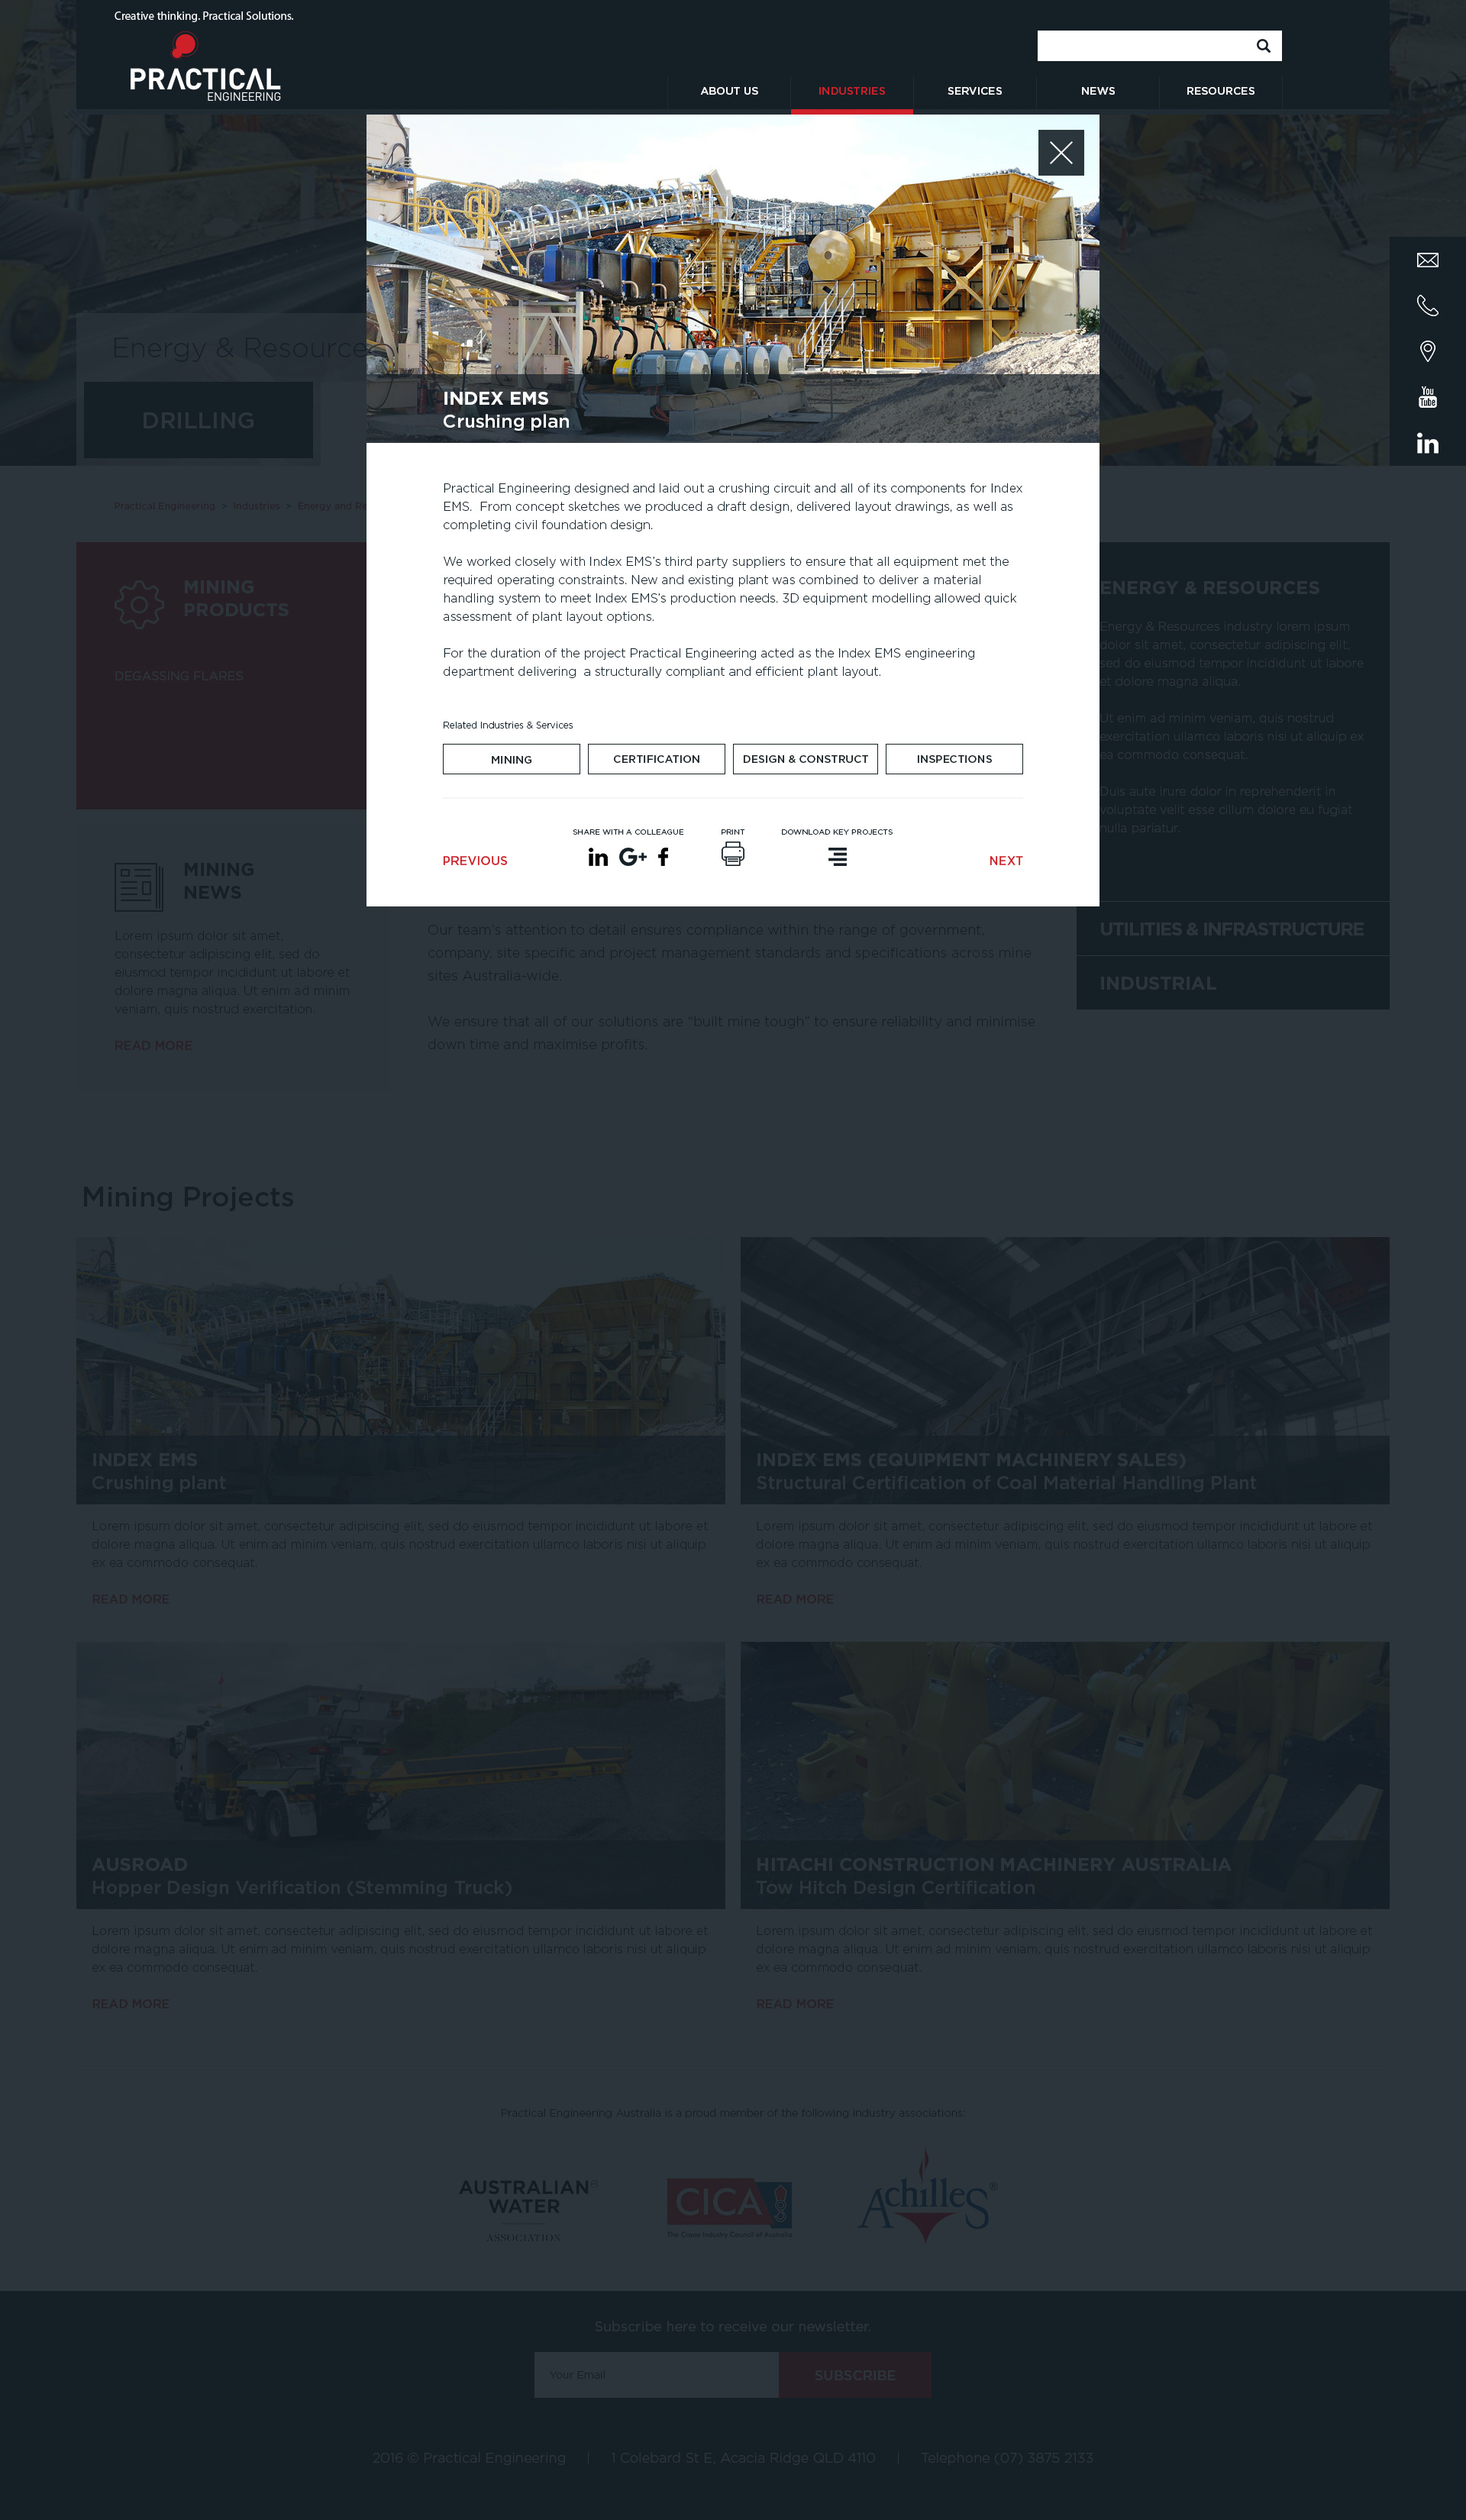 Creative thinking. Practical Solutions.
PRACTICAL
ENGINEERING
ABOUT US
INDUSTRIES
SERVICES
NEWS
RESOURCES
Energy & Resource
DRILLING
You
Tube
in
INDEX EMS
Crushing plan
Practical Engineering > Industries > Energy and Re
MINING
PRODUCTS
DEGASSING FLARES
MINING
NEWS
Lorem ipsum dolor sit amet,
consectetur adipiscing elit, sed do
eiusmod tempor incididunt ut labore et
dolore magna aliqua. Ut enim ad minim
veniam, quis nostrud exercitation
READ MORE
Practical Engineering designed and laid out a crushing circuit and all of its components for Index
EMS.  From concept sketches we produced a draft design, delivered layout drawings, as well as
completing civil foundation design.
We worked closely with Index EMS's third party suppliers to ensure that all equipment met the
required operating constraints. New and existing plant was combined to deliver a material
handling system to meet Index EMS's production needs. 3D equipment modelling allowed quick
assessment of plant layout options.
For the duration of the project Practical Engineering acted as the Index EMS engineering
department delivering  a structurally compliant and efficient plant layout.
Related Industries & Services
MINING
CERTIFICATION
DESIGN & CONSTRUCT
INSPECTIONS
PREVIOUS
SHARE WITH A COLLEAGUE
in G+ f
PRINT
DOWNLOAD KEY PROJECTS
NEXT
Our team's attention to detail ensures compliance within the range of government,
company, site specific and project management standards and specifications across mine
sites Australia-wide.
We ensure that all of our solutions are "built mine tough" to ensure reliability and minimise
down time and maximise profits.
ENERGY & RESOURCES
Energy & Resources industry lorem ipsum
dolor sit amet, consectetur adipiscing elit,
sed do eiusmod tempor incididunt ut labore
et dolore magna aliqua.
Ut enim ad minim veniam, quis nostrud
exercitation ullamco laboris nisi ut aliquip ex
ea commodo consequat.
Duis aute irure dolor in reprehenderit in
voluptate velit esse cillum dolore eu fugiat
nulla pariatur.
UTILITIES & INFRASTRUCTURE
INDUSTRIAL
Mining Projects
INDEX EMS
Crushing plant
Lorem ipsum dolor sit amet, consectetur adipiscing elit, sed do eiusmod tempor incididunt ut labore et
dolore magna aliqua. Ut enim ad minim veniam, quis nostrud exercitation ullamco laboris nisi ut aliquip
ex ea commodo consequat.
READ MORE
INDEX EMS (EQUIPMENT MACHINERY SALES)
Structural Certification of Coal Material Handling Plant
Lorem ipsum dolor sit amet, consectetur adipiscing elit, sed do eiusmod tempor incididunt ut labore et
dolore magna aliqua. Ut enim ad minim veniam, quis nostrud exercitation ullamco laboris nisi ut aliquip
ex ea commodo consequat.
READ MORE
AUSROAD
Hopper Design Verification (Stemming Truck)
Lorem ipsum dolor sit amet, consectetur adipiscing elit, sed do eiusmod tempor incididunt ut labore et
dolore magna aliqua. Ut enim ad minim veniam, quis nostrud exercitation ullamco laboris nisi ut aliquip
ex ea commodo consequat.
READ MORE
HITACHI CONSTRUCTION MACHINERY AUSTRALIA
Tow Hitch Design Certification
Lorem ipsum dolor sit amet, consectetur adipiscing elit, sed do eiusmod tempor incididunt ut labore et
dolore magna aliqua. Ut enim ad minim veniam, quis nostrud exercitation ullamco laboris nisi ut aliquip
ex ea commodo consequat.
READ MORE
Practical Engineering Australia is a proud member of the following industry associations:
AUSTRALIAN
WATER
ASSOCIATION
CICA
The Crane Industry Council of Australia
Achilles®
Subscribe here to receive our newsletter.
Your Email
SUBSCRIBE
2016 © Practical Engineering | 1 Colebard St E, Acacia Ridge QLD 4110 | Telephone (07) 3875 2133